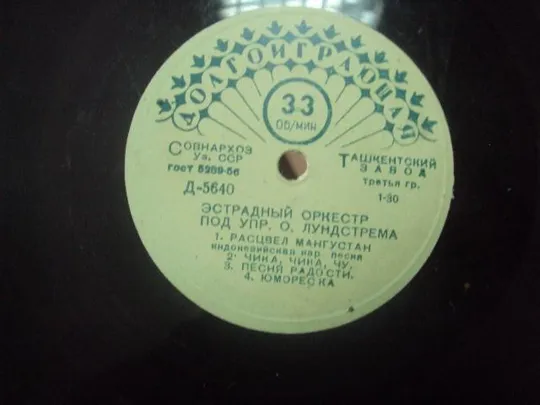 ДОЛГОИГРАЮЩАЯ
33
ОБ/МИН
СОВНАРХОЗ
Уз. ССР
ГОСТ 5289-56
Д-5640
ТАШКЕНТСКИЙ
ЗАВОД
Третья гр.
1-30
ЭСТРАДНЫЙ ОРКЕСТР
ПОД УПР. О. ЛУНДСТРЕМА
1. РАСЦВЕЛ МАНГУСТАН
индонезийская нар. песня
2. ЧИКА, ЧИКА, ЧУ.
3. ПЕСНЯ РАДОСТИ.
4. ЮМОРЕСКА